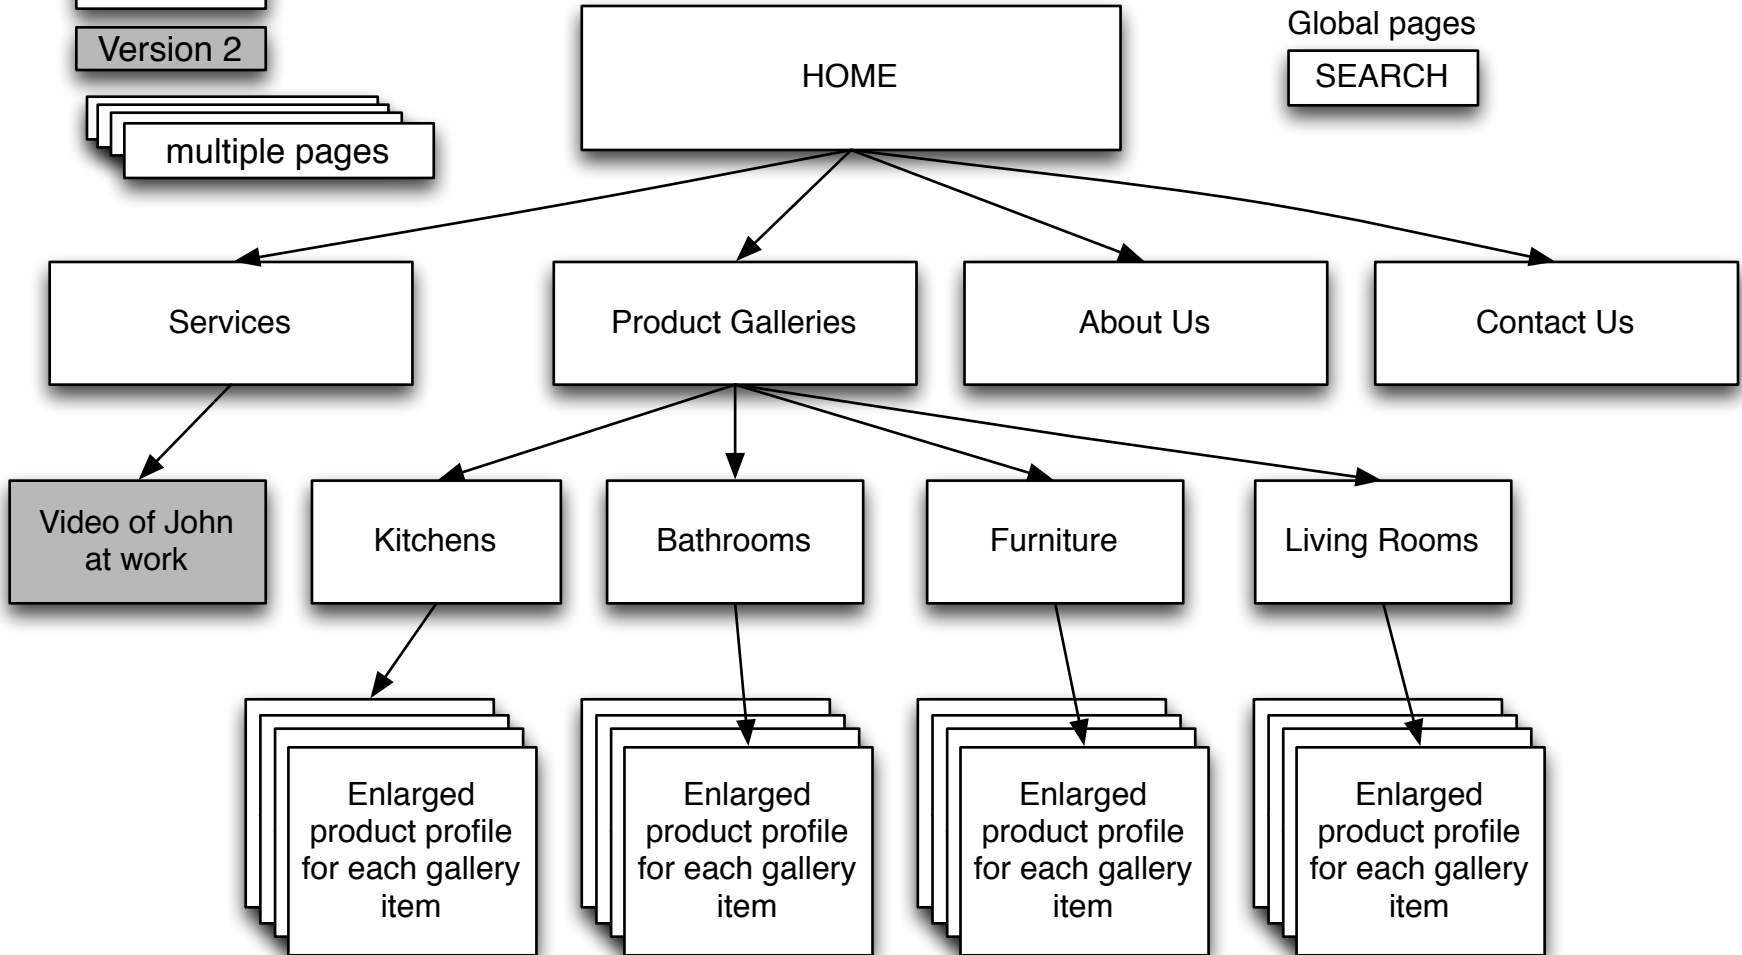 Version 2
multiple pages
HOME
Global pages
SEARCH
Services
Product Galleries
About Us
Contact Us
Video of John
at work
Kitchens
Bathrooms
Furniture
Living Rooms
Enlarged
product profile
for each gallery
item
Enlarged
product profile
for each gallery
item
Enlarged
product profile
for each gallery
item
Enlarged
product profile
for each gallery
item